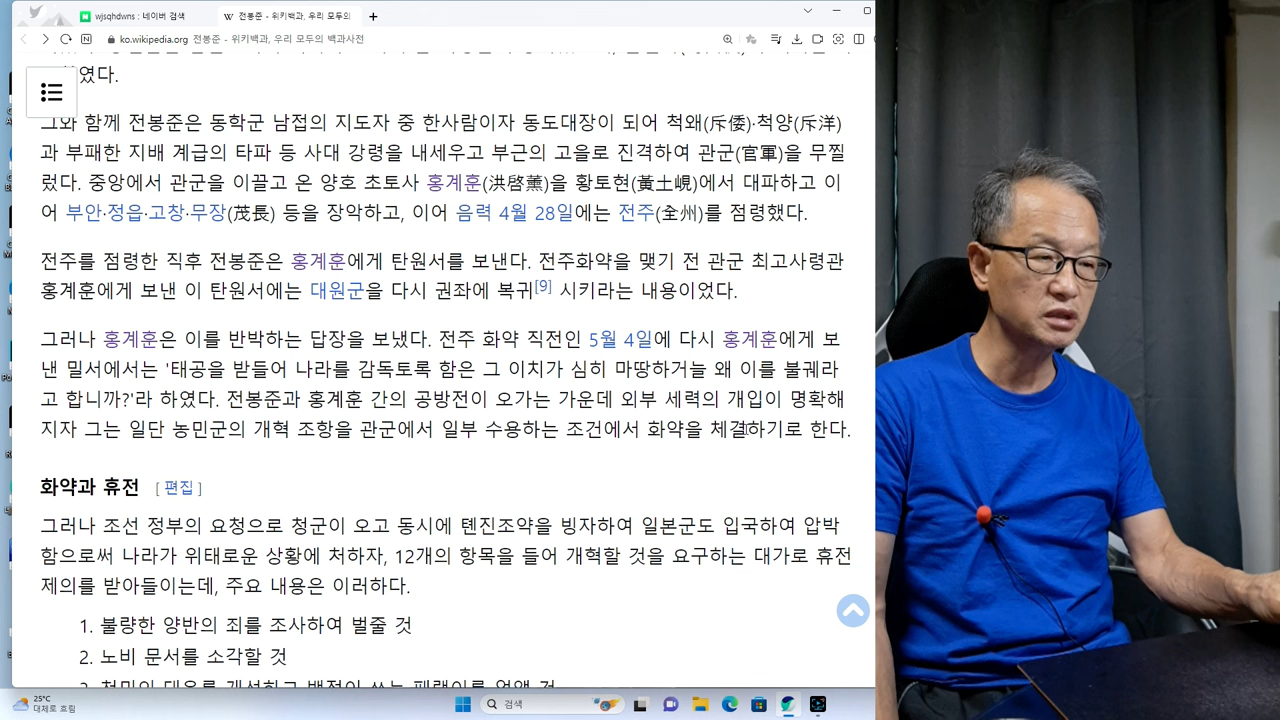 wjsqhdwns : 네이버 검색
W 전봉준 - 위키백과, 우리 모두의
ko.wikipedia.org 전봉준 - 위키백과, 우리 모두의 백과사전
였다.
그와 함께 전봉준은 동학군 남접의 지도자 중 한사람이자 동도대장이 되어 척왜(斥倭)·척양(斥洋)
과 부패한 지배 계급의 타파 등 사대 강령을 내세우고 부근의 고을로 진격하여 관군(官軍)을 무찔
렀다. 중앙에서 관군을 이끌고 온 양호 초토사 홍계훈(洪啓薰)을 황토현(黃土峴)에서 대파하고 이
어 부안·정읍·고창·무장(茂長) 등을 장악하고, 이어 음력 4월 28일에는 전주(全州)를 점령했다.
전주를 점령한 직후 전봉준은 홍계훈에게 탄원서를 보낸다. 전주화약을 맺기 전 관군 최고사령관
홍계훈에게 보낸 이 탄원서에는 대원군을 다시 권좌에 복귀[9] 시키라는 내용이었다.
그러나 홍계훈은 이를 반박하는 답장을 보냈다. 전주 화약 직전인 5월 4일에 다시 홍계훈에게 보
낸 밀서에서는 '태공을 받들어 나라를 감독토록 함은 그 이치가 심히 마땅하거늘 왜 이를 불궤라
고 합니까?'라 하였다. 전봉준과 홍계훈 간의 공방전이 오가는 가운데 외부 세력의 개입이 명확해
지자 그는 일단 농민군의 개혁 조항을 관군에서 일부 수용하는 조건에서 화약을 체결하기로 한다.
화약과 휴전 [ 편집 ]
그러나 조선 정부의 요청으로 청군이 오고 동시에 톈진조약을 빙자하여 일본군도 입국하여 압박
함으로써 나라가 위태로운 상황에 처하자, 12개의 항목을 들어 개혁할 것을 요구하는 대가로 휴전
제의를 받아들이는데, 주요 내용은 이러하다.
1. 불량한 양반의 죄를 조사하여 벌줄 것
2. 노비 문서를 소각할 것
25°C
대체로 흐림
검색